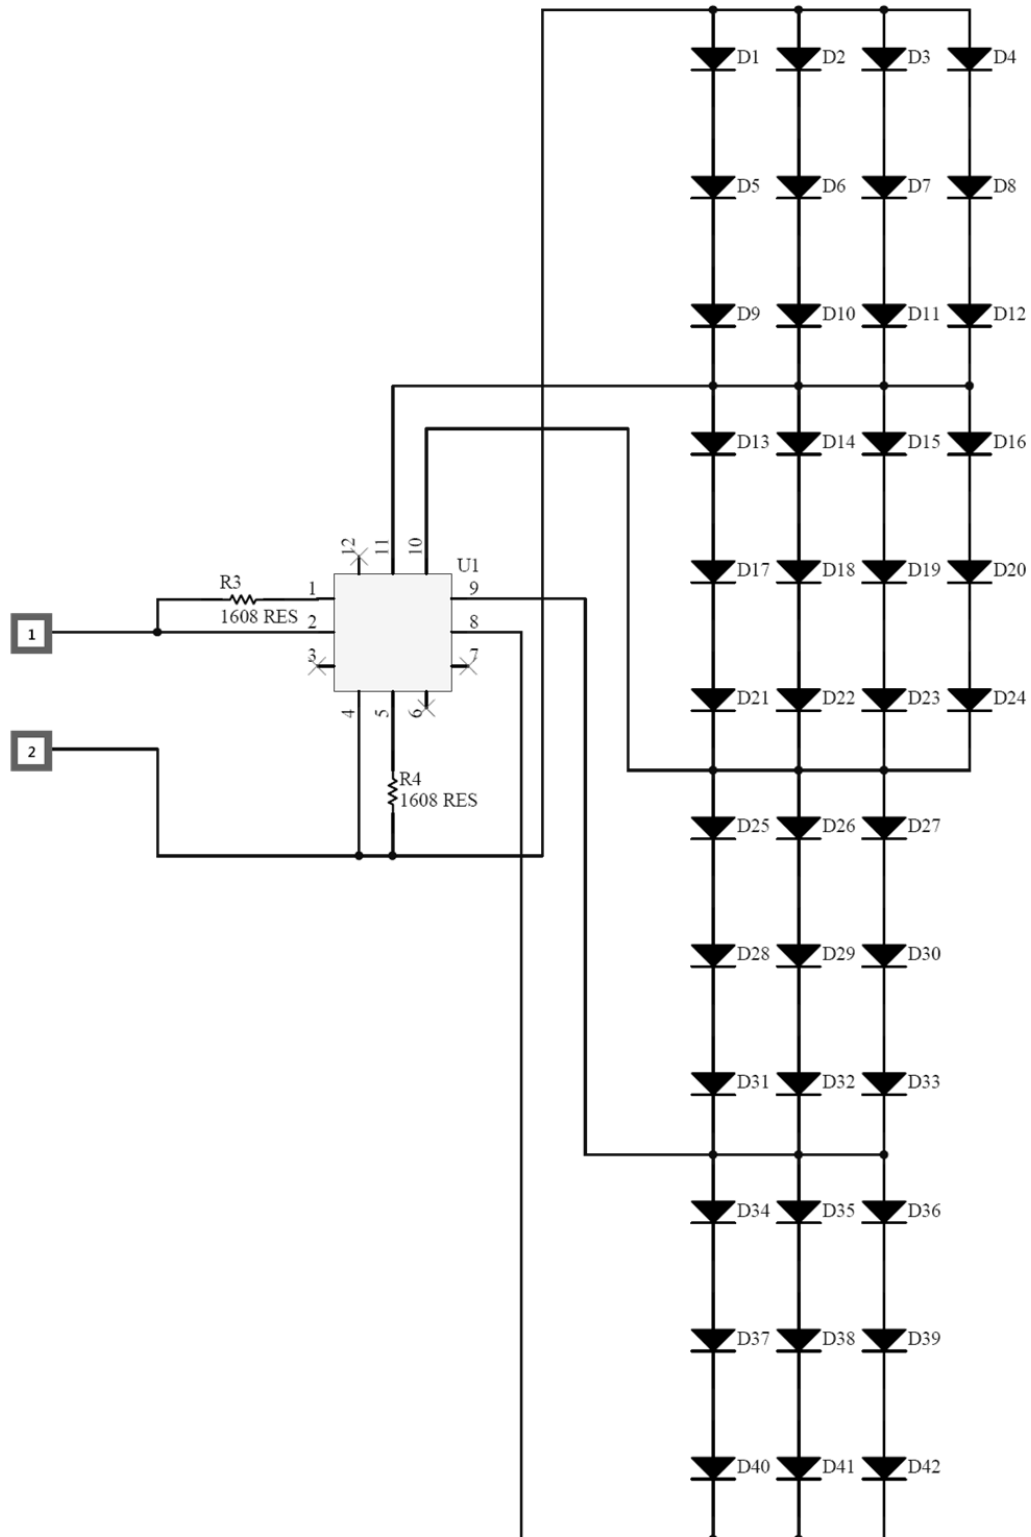 D1 D2 D3 D4
D5 D6 D7 D8
D9 D10 D11 D12
D13 D14 D15 D16
12 11 10
U1
D17 D18 D19 D20
R3
1 9
1608 RES
2 8
1
3 7
4 5 6
D21 D22 D23 D24
2
R4
1608 RES
D25 D26 D27
D28 D29 D30
D31 D32 D33
D34 D35 D36
D37 D38 D39
D40 D41 D42